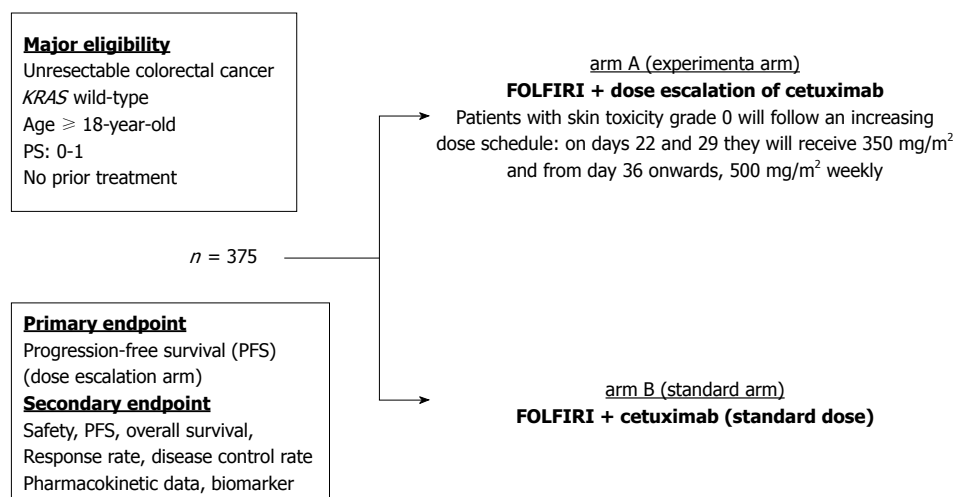 Major eligibility
Unresectable colorectal cancer
KRAS wild-type
Age ≥ 18-year-old
PS: 0-1
No prior treatment
n = 375
Primary endpoint
Progression-free survival (PFS)
(dose escalation arm)
Secondary endpoint
Safety, PFS, overall survival,
Response rate, disease control rate
Pharmacokinetic data, biomarker
arm A (experimenta arm)
FOLFIRI + dose escalation of cetuximab
Patients with skin toxicity grade 0 will follow an increasing
dose schedule: on days 22 and 29 they will receive 350 mg/m²
and from day 36 onwards, 500 mg/m² weekly
arm B (standard arm)
FOLFIRI + cetuximab (standard dose)